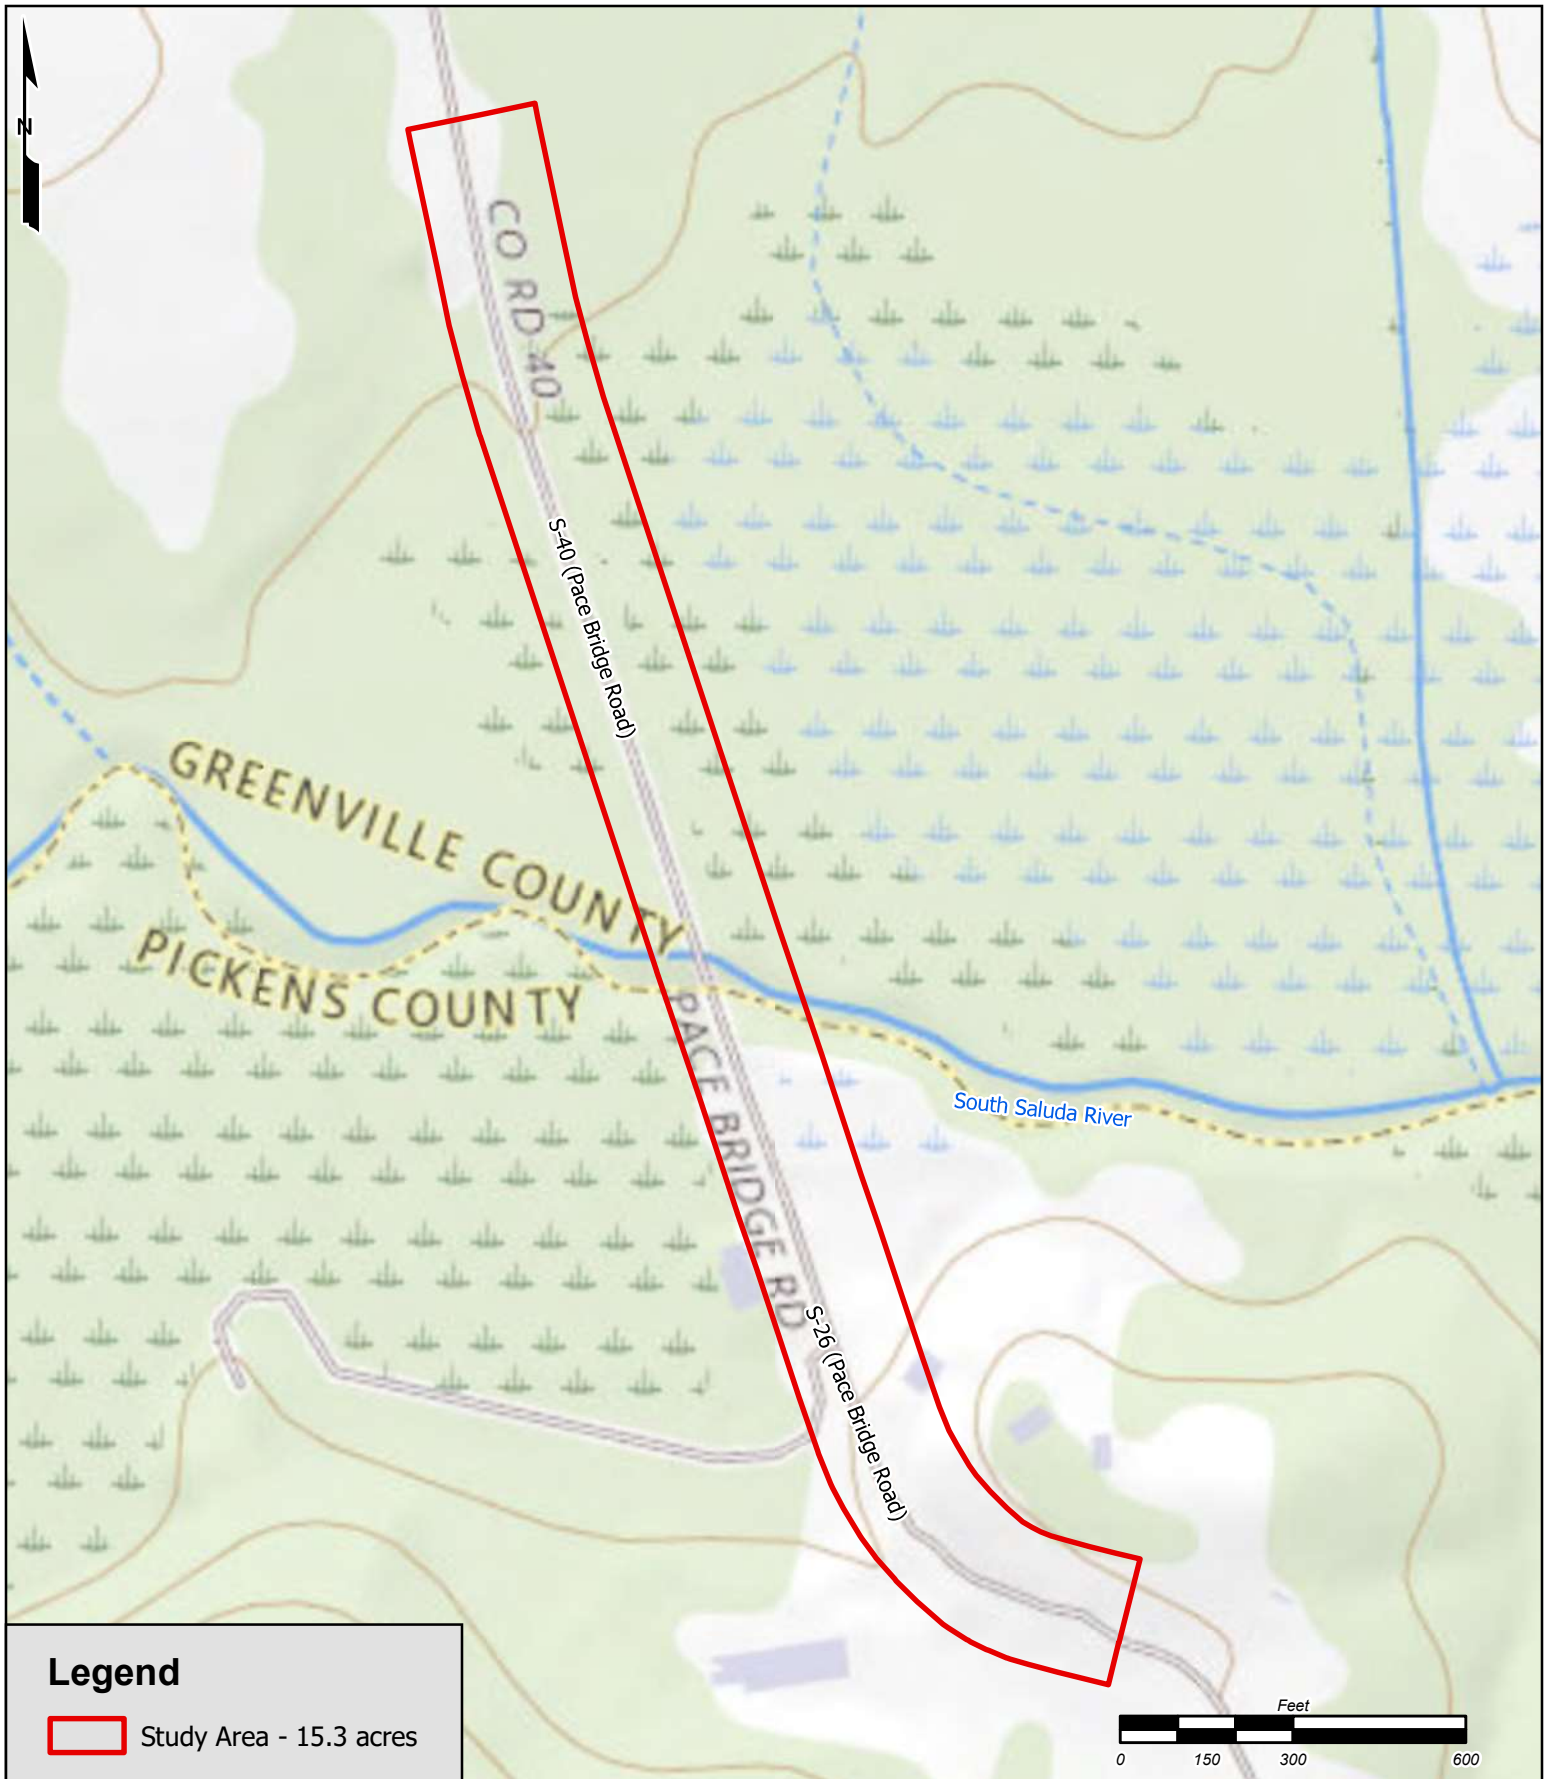 N
CO RD 40
S-40 (Pace Bridge Road)
GREENVILLE COUNTY
PICKENS COUNTY
PACE BRIDGE RD
South Saluda River
S-26 (Pace Bridge Road)
Legend
Study Area - 15.3 acres
Feet
0 150 300 600